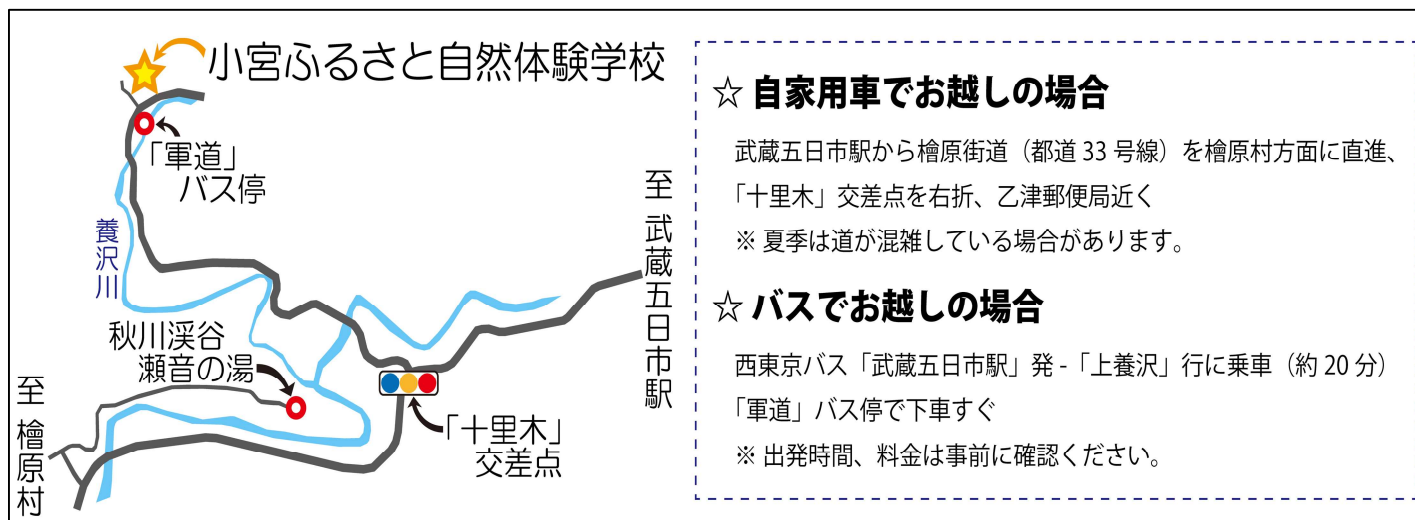 小宮ふるさと自然体験学校
「軍道」
バス停
養沢川
至 武蔵五日市駅
秋川渓谷
瀬音の湯
至 檜原村
「十里木」
交差点
☆ 自家用車でお越しの場合
武蔵五日市駅から檜原街道（都道 33 号線）を檜原村方面に直進、
「十里木」交差点を右折、乙津郵便局近く
※ 夏季は道が混雑している場合があります。
☆ バスでお越しの場合
西東京バス「武蔵五日市駅」発 -「上養沢」行に乗車（約 20 分）
「軍道」バス停で下車すぐ
※ 出発時間、料金は事前に確認ください。